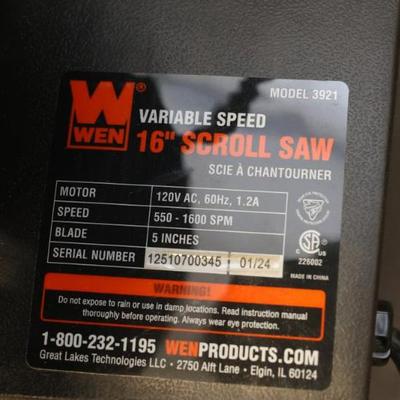 MODEL 3921
W®
WEN
VARIABLE SPEED
16" SCROLL SAW
SCIE À CHANTOURNER
MOTOR 120V AC, 60Hz, 1.2A
SPEED 550 - 1600 SPM
BLADE 5 INCHES
SERIAL NUMBER 12510700345 01/24
C US
226002
MADE IN CHINA
WARNING!
Do not expose to rain or use in damp locations. Read instruction manual
thoroughly before operating. Always wear eye protection.
1-800-232-1195 WENPRODUCTS.COM
Great Lakes Technologies LLC • 2750 Alft Lane • Elgin, IL 60124